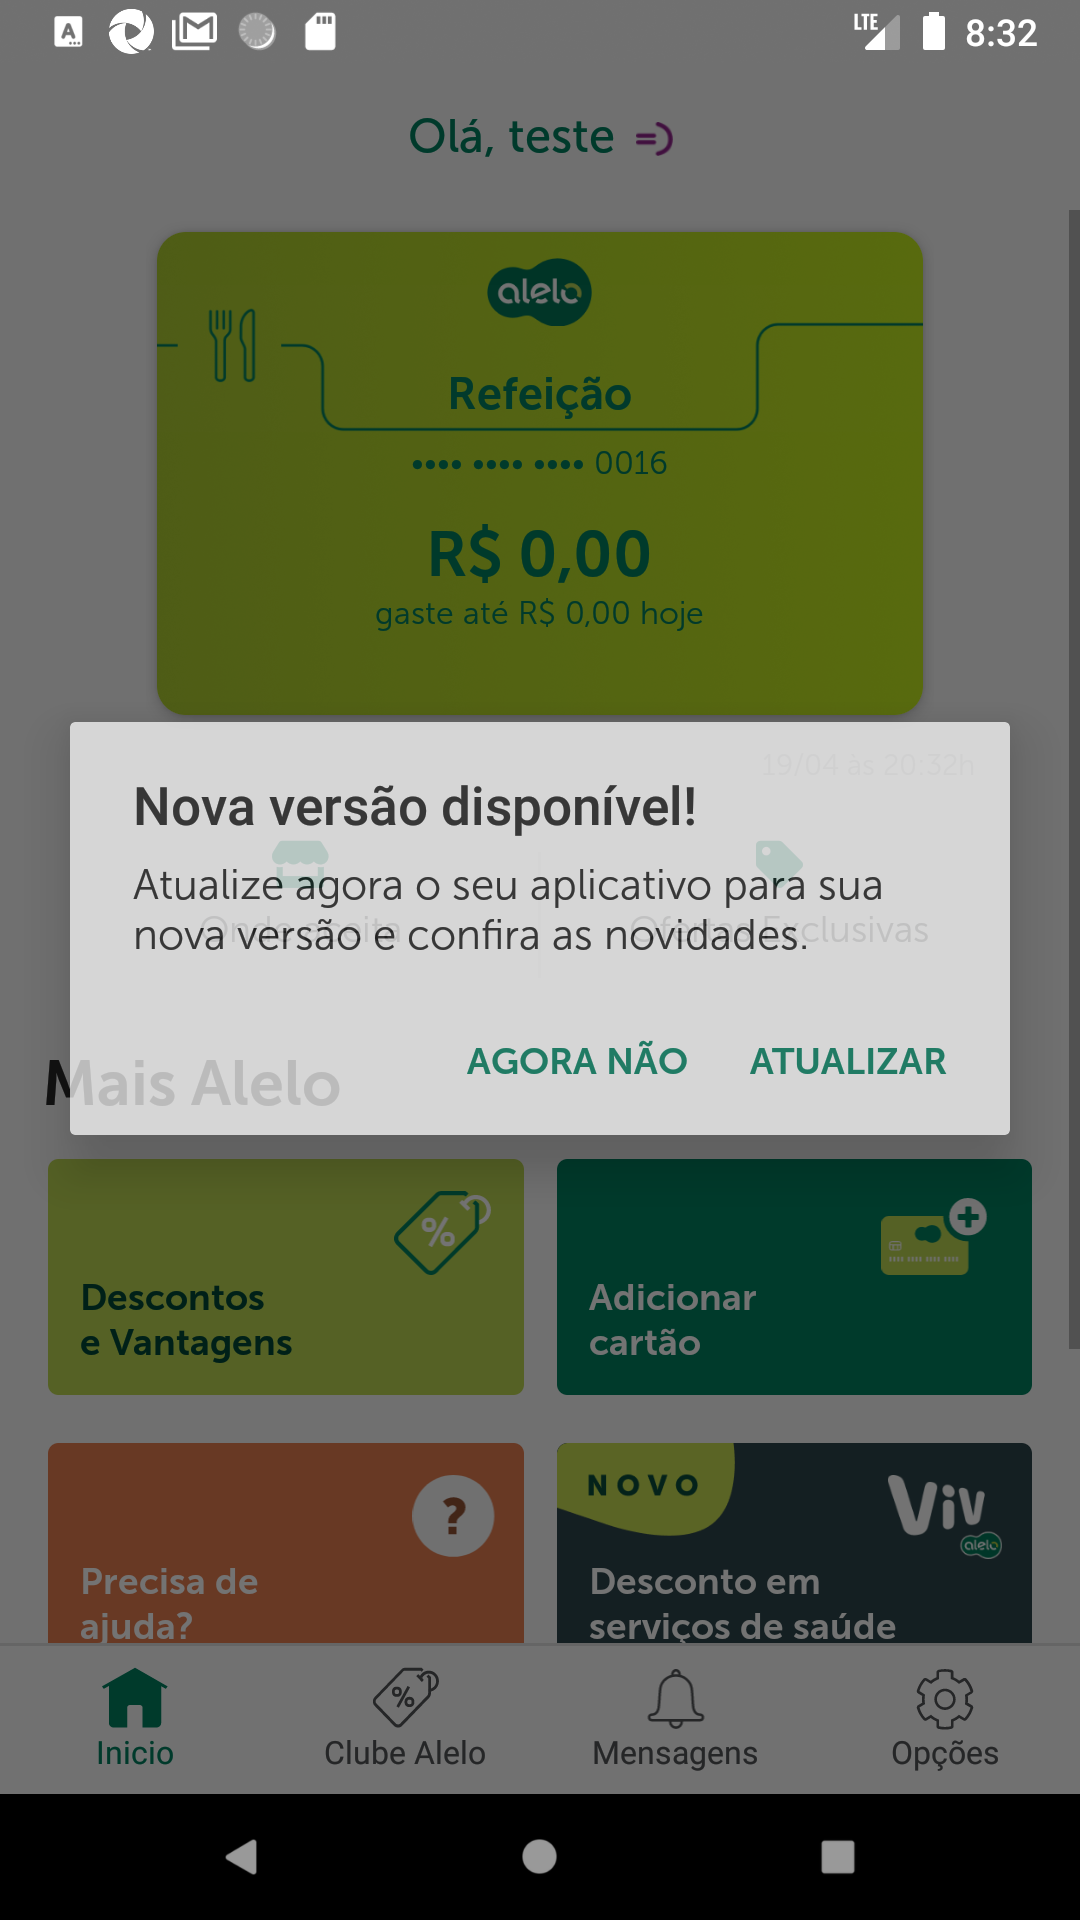 8:32
LTE
Olá, teste
alelo
Refeição
•••• •••• •••• 0016
R$ 0,00
gaste até R$ 0,00 hoje
19/04 às 20:32h
Nova versão disponível!
Atualize agora o seu aplicativo para sua
nova versão e confira as novidades.
Onde aceita
Ofertas Exclusivas
AGORA NÃO
ATUALIZAR
Mais Alelo
Descontos
e Vantagens
Adicionar
cartão
Precisa de
ajuda?
NOVO
Viv
alelo
Desconto em
serviços de saúde
Inicio
Clube Alelo
Mensagens
Opções